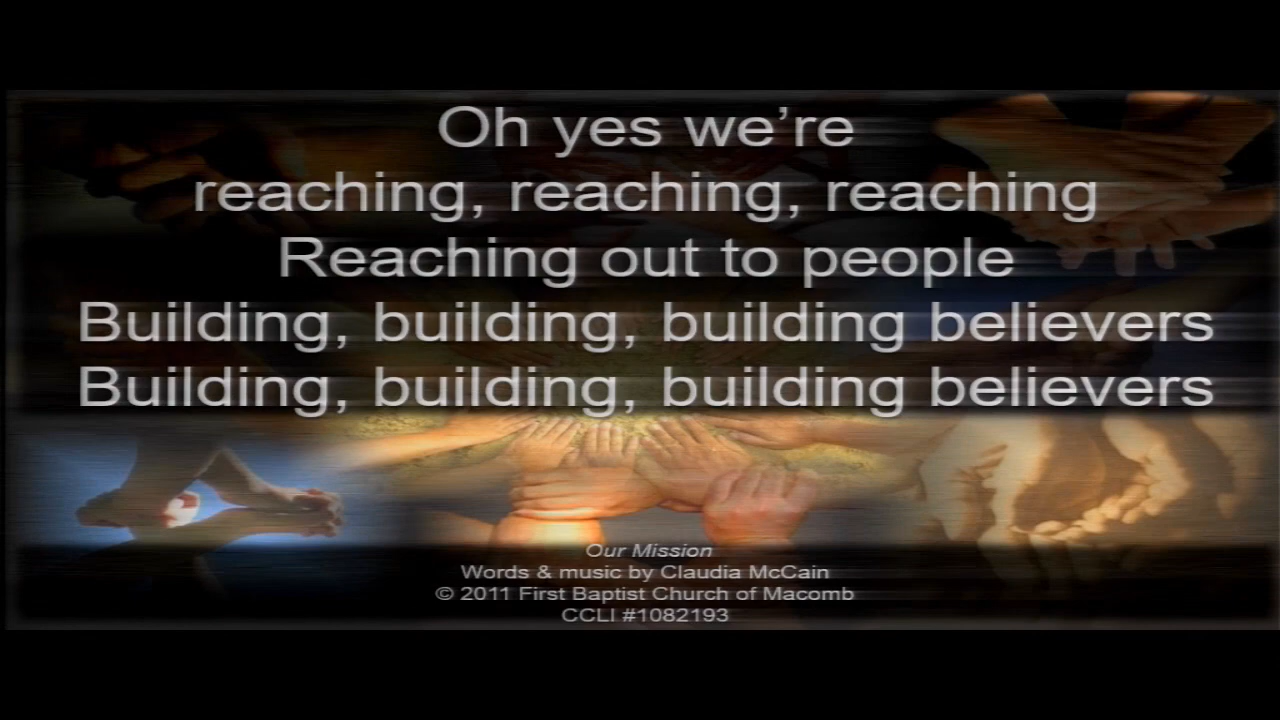 Oh yes we’re
reaching, reaching, reaching
Reaching out to people
Building, building, building believers
Building, building, building believers
Our Mission
Words & music by Claudia McCain
© 2011 First Baptist Church of Macomb
CCLI #1082193